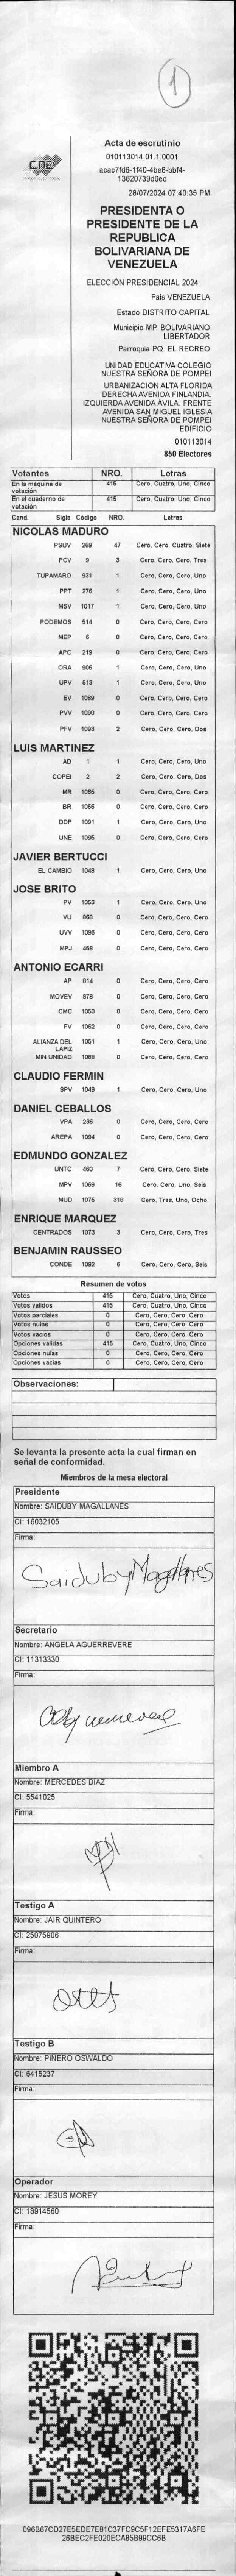 1
CNE
Acta de escrutinio
010113014.01.1.0001
acac7fd5-1f40-4be8-bbf4-
13620739d0ed
28/07/2024 07:40:35 PM
PRESIDENTA O
PRESIDENTE DE LA
REPUBLICA
BOLIVARIANA DE
VENEZUELA
ELECCIÓN PRESIDENCIAL 2024
Pais VENEZUELA
Estado DISTRITO CAPITAL
Municipio MP. BOLIVARIANO
LIBERTADOR
Parroquia PQ. EL RECREO
UNIDAD EDUCATIVA COLEGIO
NUESTRA SEÑORA DE POMPEI
URBANIZACION ALTA FLORIDA
DERECHA AVENIDA FINLANDIA.
IZQUIERDA AVENIDA ÁVILA. FRENTE
AVENIDA SAN MIGUEL IGLESIA
NUESTRA SEÑORA DE POMPEI
EDIFICIO
010113014
850 Electores
Votantes NRO. Letras
En la máquina de votación 415 Cero, Cuatro, Uno, Cinco
En el cuaderno de votación 415 Cero, Cuatro, Uno, Cinco
Cand. Sigla Código NRO. Letras
NICOLAS MADURO
PSUV 269 47 Cero, Cero, Cuatro, Siete
PCV 9 3 Cero, Cero, Cero, Tres
TUPAMARO 931 1 Cero, Cero, Cero, Uno
PPT 276 1 Cero, Cero, Cero, Uno
MSV 1017 1 Cero, Cero, Cero, Uno
PODEMOS 514 0 Cero, Cero, Cero, Cero
MEP 6 0 Cero, Cero, Cero, Cero
APC 219 0 Cero, Cero, Cero, Cero
ORA 906 1 Cero, Cero, Cero, Uno
UPV 513 1 Cero, Cero, Cero, Uno
EV 1089 0 Cero, Cero, Cero, Cero
PVV 1090 0 Cero, Cero, Cero, Cero
PFV 1093 2 Cero, Cero, Cero, Dos
LUIS MARTINEZ
AD 1 1 Cero, Cero, Cero, Uno
COPEI 2 2 Cero, Cero, Cero, Dos
MR 1065 0 Cero, Cero, Cero, Cero
BR 1066 0 Cero, Cero, Cero, Cero
DDP 1091 1 Cero, Cero, Cero, Uno
UNE 1095 0 Cero, Cero, Cero, Cero
JAVIER BERTUCCI
EL CAMBIO 1048 1 Cero, Cero, Cero, Uno
JOSE BRITO
PV 1053 1 Cero, Cero, Cero, Uno
VU 868 0 Cero, Cero, Cero, Cero
UVV 1096 0 Cero, Cero, Cero, Cero
MPJ 458 0 Cero, Cero, Cero, Cero
ANTONIO ECARRI
AP 614 0 Cero, Cero, Cero, Cero
MOVEV 878 0 Cero, Cero, Cero, Cero
CMC 1050 0 Cero, Cero, Cero, Cero
FV 1062 0 Cero, Cero, Cero, Cero
ALIANZA DEL LAPIZ 1051 1 Cero, Cero, Cero, Uno
MIN UNIDAD 1068 0 Cero, Cero, Cero, Cero
CLAUDIO FERMIN
SPV 1049 1 Cero, Cero, Cero, Uno
DANIEL CEBALLOS
VPA 236 0 Cero, Cero, Cero, Cero
AREPA 1094 0 Cero, Cero, Cero, Cero
EDMUNDO GONZALEZ
UNTC 460 7 Cero, Cero, Cero, Siete
MPV 1069 16 Cero, Cero, Uno, Seis
MUD 1075 318 Cero, Tres, Uno, Ocho
ENRIQUE MARQUEZ
CENTRADOS 1073 3 Cero, Cero, Cero, Tres
BENJAMIN RAUSSEO
CONDE 1092 6 Cero, Cero, Cero, Seis
Resumen de votos
Votos 415 Cero, Cuatro, Uno, Cinco
Votos validos 415 Cero, Cuatro, Uno, Cinco
Votos parciales 0 Cero, Cero, Cero, Cero
Votos nulos 0 Cero, Cero, Cero, Cero
Votos vacios 0 Cero, Cero, Cero, Cero
Opciones validas 415 Cero, Cuatro, Uno, Cinco
Opciones nulas 0 Cero, Cero, Cero, Cero
Opciones vacias 0 Cero, Cero, Cero, Cero
Observaciones:
Se levanta la presente acta la cual firman en
señal de conformidad.
Miembros de la mesa electoral
Presidente
Nombre: SAIDUBY MAGALLANES
CI: 16032105
Firma:
Saiduby Magallanes
Secretario
Nombre: ANGELA AGUERREVERE
CI: 11313330
Firma:
Miembro A
Nombre: MERCEDES DIAZ
CI: 5541025
Firma:
Testigo A
Nombre: JAIR QUINTERO
CI: 25075906
Firma:
Testigo B
Nombre: PIÑERO OSWALDO
CI: 6415237
Firma:
Operador
Nombre: JESUS MOREY
CI: 18914560
Firma:
096B67CD27E5EDE7E81C37FC9C5F12EFE5317A6FE
26BEC2FE020ECA85B99CC6B